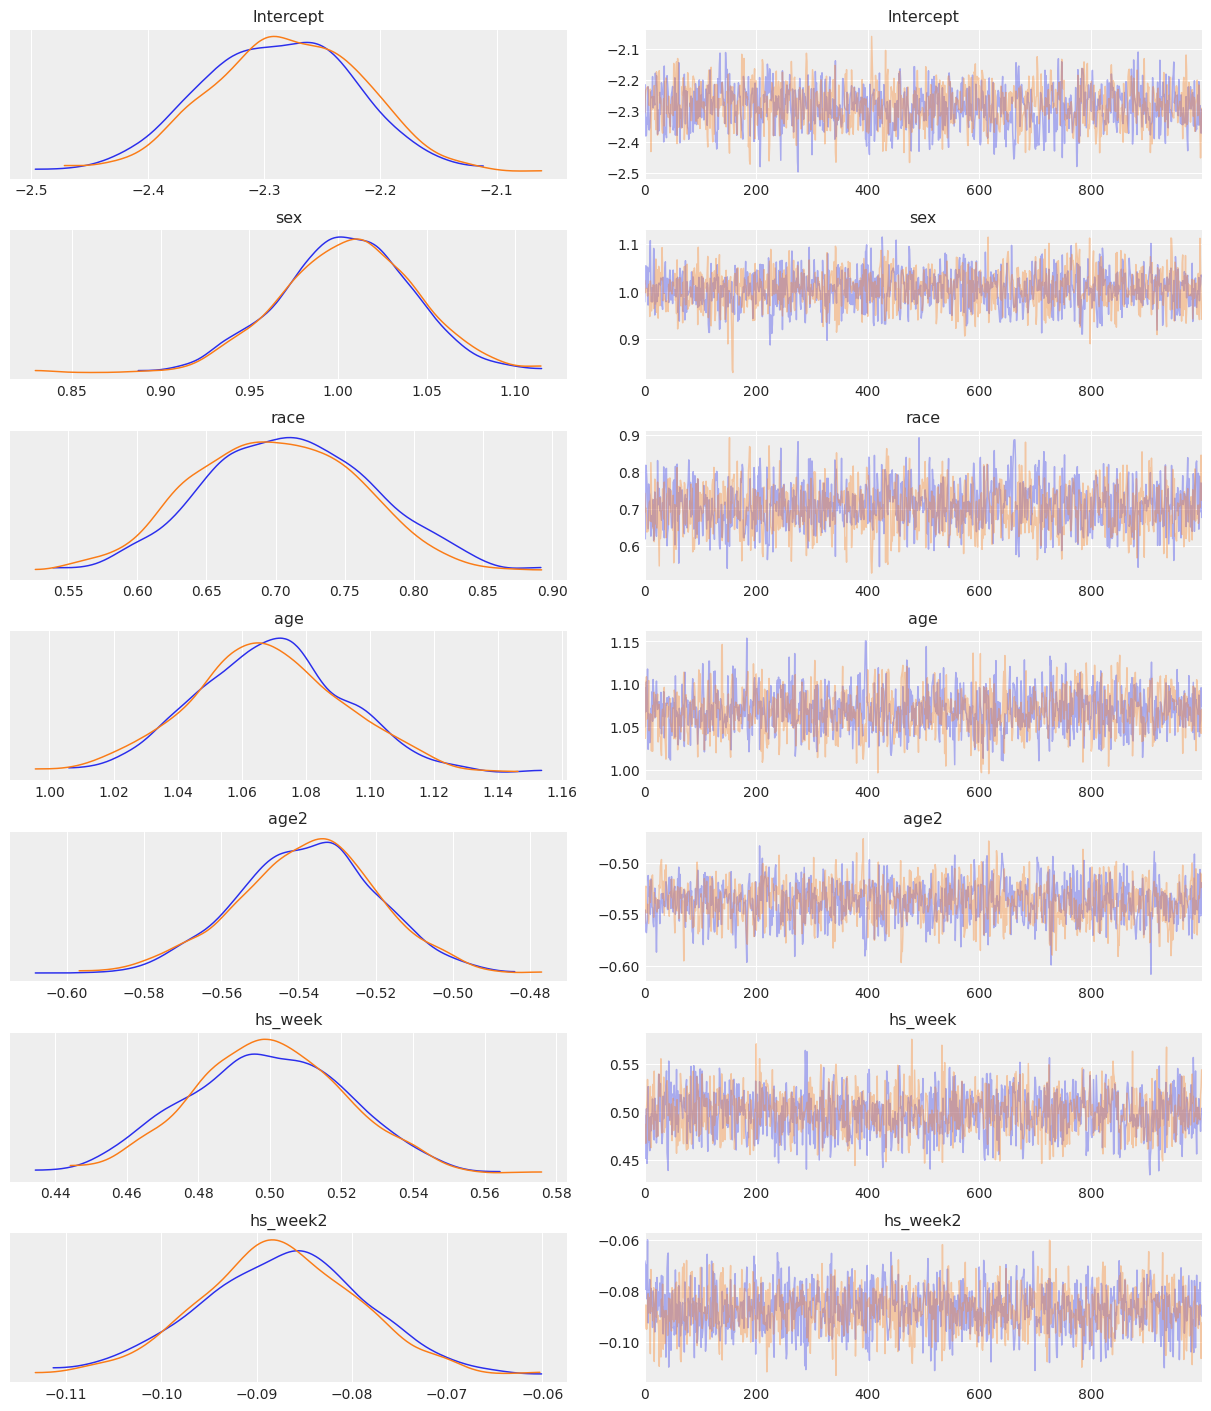 Intercept Intercept
−2.1
−2.2
−2.3
−2.4
−2.5
−2.5 −2.4 −2.3 −2.2 −2.1 0 200 400 600 800
sex sex
1.1
1.0
0.9
0.85 0.90 0.95 1.00 1.05 1.10 0 200 400 600 800
race race
0.9
0.8
0.7
0.6
0.55 0.60 0.65 0.70 0.75 0.80 0.85 0.90 0 200 400 600 800
age age
1.15
1.10
1.05
1.00
1.00 1.02 1.04 1.06 1.08 1.10 1.12 1.14 1.16 0 200 400 600 800
age2 age2
−0.50
−0.55
−0.60
−0.60 −0.58 −0.56 −0.54 −0.52 −0.50 −0.48 0 200 400 600 800
hs_week hs_week
0.55
0.50
0.45
0.44 0.46 0.48 0.50 0.52 0.54 0.56 0.58 0 200 400 600 800
hs_week2 hs_week2
−0.06
−0.08
−0.10
−0.11 −0.10 −0.09 −0.08 −0.07 −0.06 0 200 400 600 800